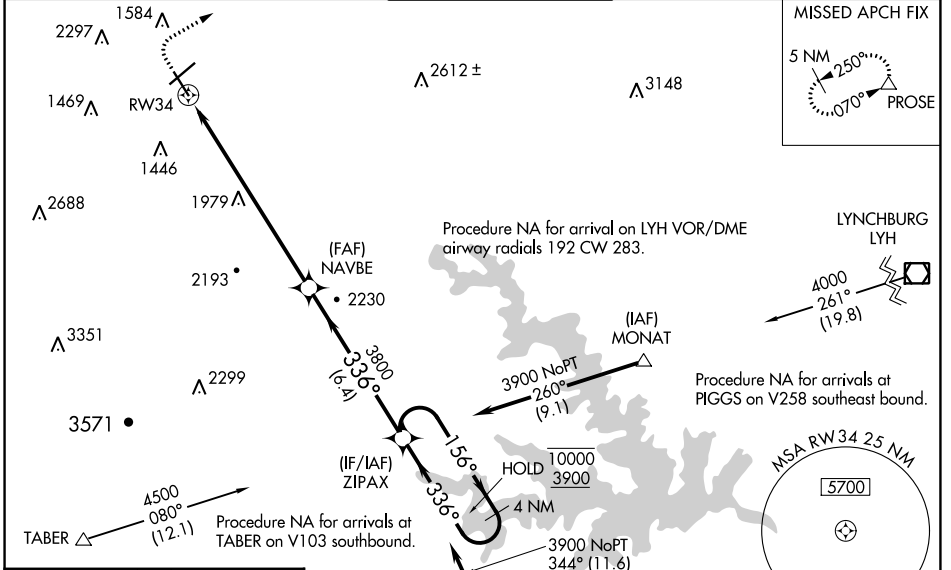 1584
2297
2612 ±
3148
1469
RW34
1446
2688
1979
MISSED APCH FIX
5 NM
250°
070°
PROSE
Procedure NA for arrival on LYH VOR/DME
airway radials 192 CW 283.
LYNCHBURG
LYH
4000
261°
(19.8)
(FAF)
NAVBE
2193
2230
3351
2299
3571
3800
336°
(6.4)
(IAF)
MONAT
3900 NoPT
260°
(9.1)
Procedure NA for arrivals at
PIGGS on V258 southeast bound.
(IF/IAF)
ZIPAX
156°
336°
HOLD
10000
3900
4 NM
MSA RW34 25 NM
5700
4500
080°
(12.1)
TABER
Procedure NA for arrivals at
TABER on V103 southbound.
3900 NoPT
344° (11.6)